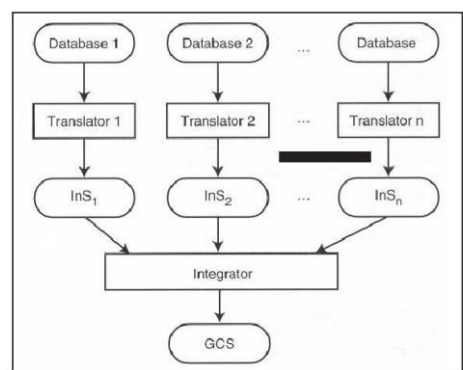 Database 1 Database 2 ... Database
Translator 1 Translator 2 ... Translator n
InS1 InS2 ... InSn
Integrator
GCS